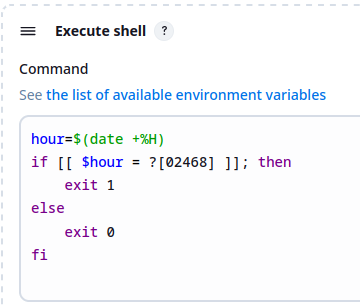 Execute shell ?
Command
See the list of available environment variables
hour=$(date +%H)
if [[ $hour = ?[02468] ]]; then
    exit 1
else
    exit 0
fi